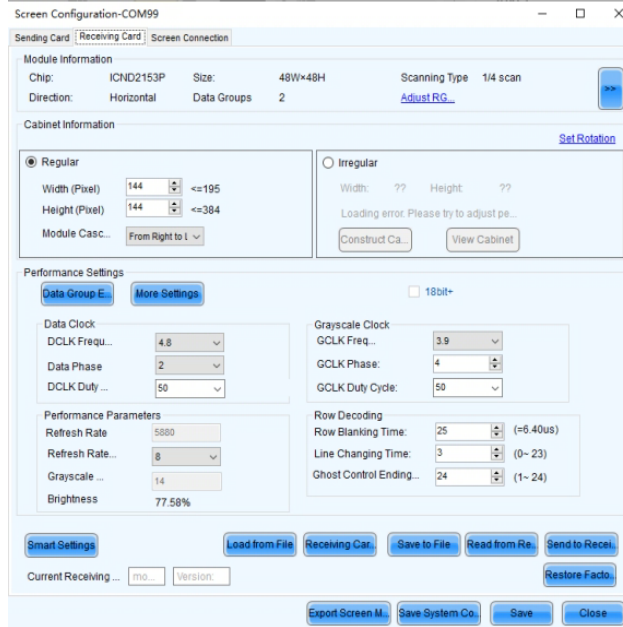 Screen Configuration-COM99
Sending Card Receiving Card Screen Connection
Module Information
Chip: ICND2153P Size: 48W×48H Scanning Type 1/4 scan
Direction: Horizontal Data Groups 2 Adjust RG... >>
Cabinet Information
Set Rotation
Regular Irregular
Width (Pixel) 144 <=195 Width: ?? Height: ??
Height (Pixel) 144 <=384 Loading error. Please try to adjust pe...
Module Casc... From Right to L Construct Ca... View Cabinet
Performance Settings
Data Group E... More Settings 18bit+
Data Clock Grayscale Clock
DCLK Frequ... 4.8 GCLK Freq... 3.9
Data Phase 2 GCLK Phase: 4
DCLK Duty ... 50 GCLK Duty Cycle: 50
Performance Parameters Row Decoding
Refresh Rate 5880 Row Blanking Time: 25 (=6.40us)
Refresh Rate... 8 Line Changing Time: 3 (0~ 23)
Grayscale ... 14 Ghost Control Ending... 24 (1~ 24)
Brightness 77.58%
Smart Settings Load from File Receiving Car... Save to File Read from Re... Send to Recei...
Current Receiving ... mo... Version: Restore Facto...
Export Screen M... Save System Co... Save Close